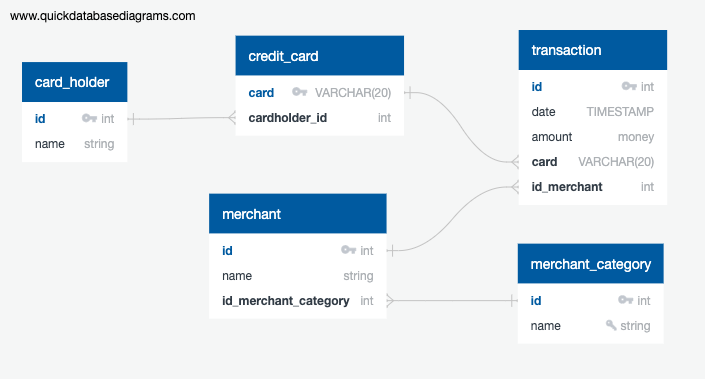 www.quickdatabasediagrams.com
card_holder
id int
name string
credit_card
card VARCHAR(20)
cardholder_id int
transaction
id int
date TIMESTAMP
amount money
card VARCHAR(20)
id_merchant int
merchant
id int
name string
id_merchant_category int
merchant_category
id int
name string